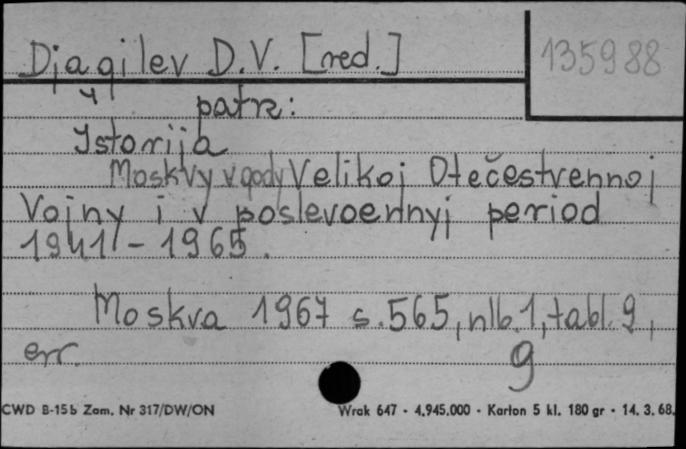 Djagilev D.V. [red.]
135988
patrz:
Istorija
Moskvy v gody Velikoj Otečestvennoj
Vojny i v poslevoennyj period
1941 - 1965.
Moskva 1967 s. 565, nlb. 1, tabl. 9,
err.
9
CWD B-15b Zam. Nr 317/DW/ON
Wrak 647 - 4.945.000 - Karton 5 kl. 180 gr - 14. 3. 68.